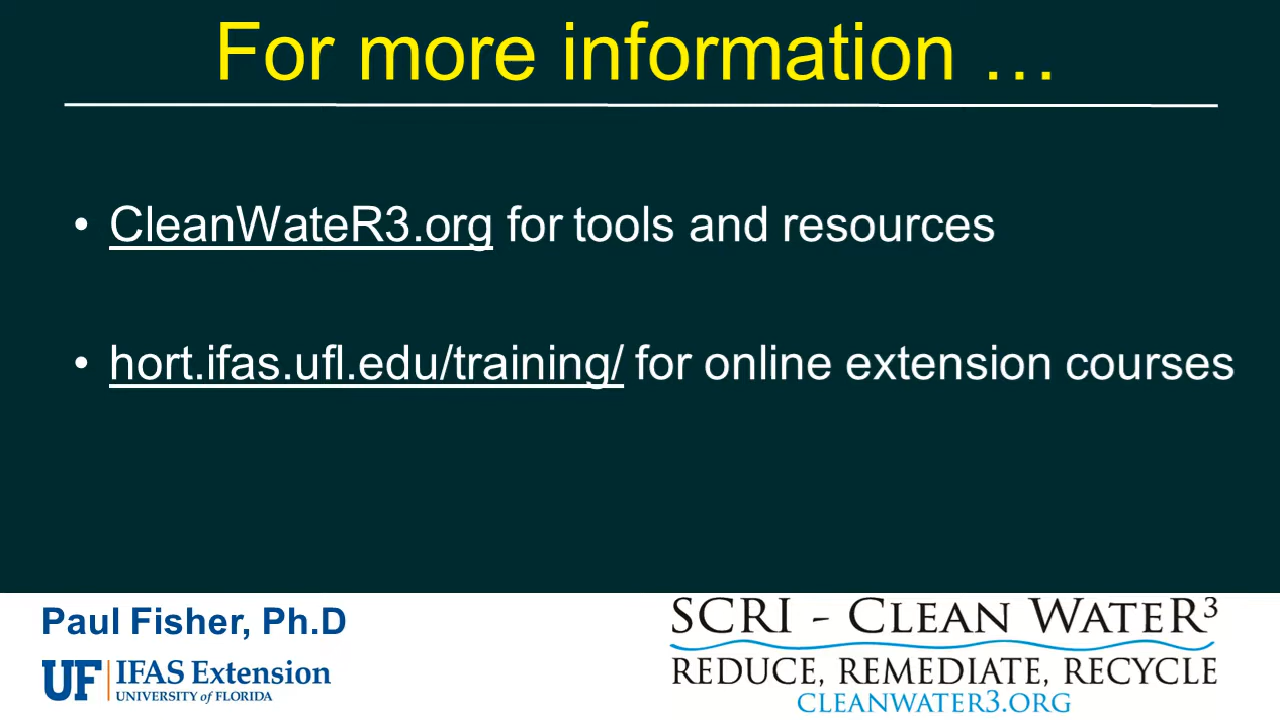 For more information …
• CleanWateR3.org for tools and resources
• hort.ifas.ufl.edu/training/ for online extension courses
Paul Fisher, Ph.D
UF IFAS Extension
UNIVERSITY of FLORIDA
SCRI - CLEAN WATER³
REDUCE, REMEDIATE, RECYCLE
CLEANWATER3.ORG